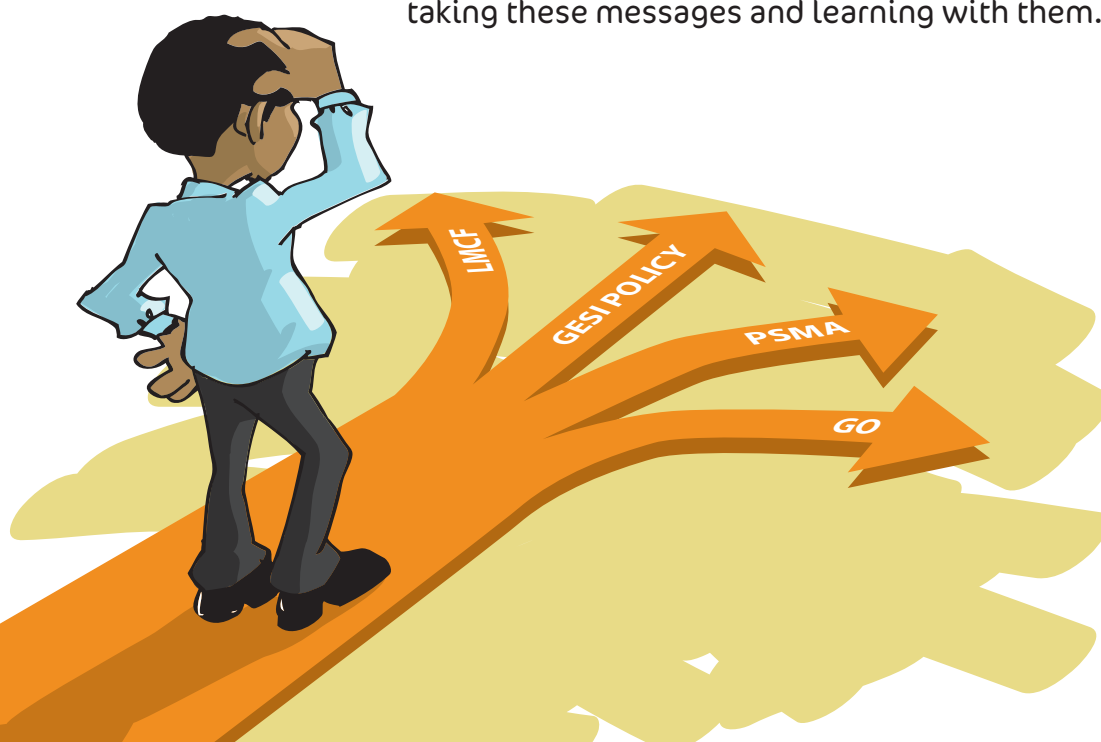 taking these messages and learning with them.
LMCF
GESI POLICY
PSMA
GO